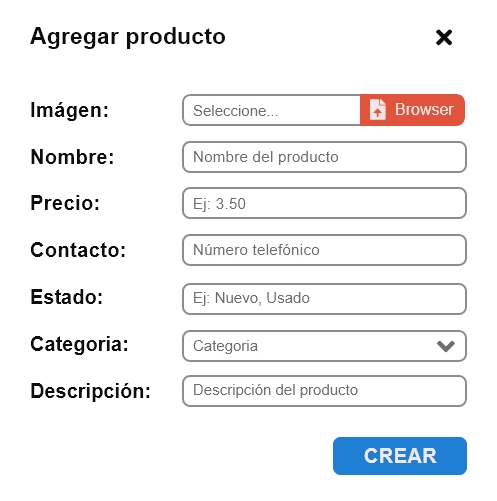 Agregar producto
Imágen: Seleccione... Browser
Nombre: Nombre del producto
Precio: Ej: 3.50
Contacto: Número telefónico
Estado: Ej: Nuevo, Usado
Categoria: Categoria
Descripción: Descripción del producto
CREAR